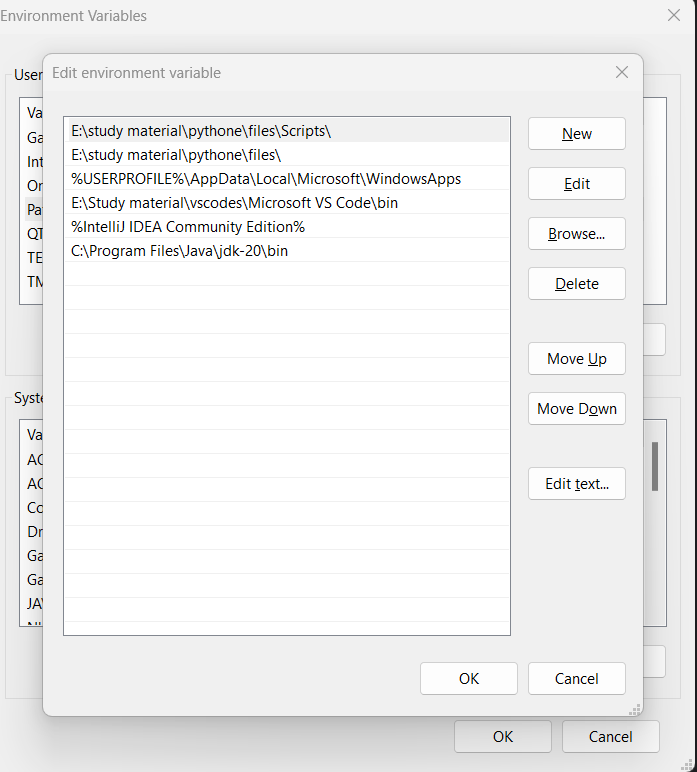 Environment Variables
Edit environment variable
User
Va
Ga
Int
On
Pat
QT
TE
TM
E:\study material\pythone\files\Scripts\
E:\study material\pythone\files\
%USERPROFILE%\AppData\Local\Microsoft\WindowsApps
E:\Study material\vscodes\Microsoft VS Code\bin
%IntelliJ IDEA Community Edition%
C:\Program Files\Java\jdk-20\bin
New
Edit
Browse...
Delete
Move Up
Move Down
Edit text...
Syste
Va
AC
AC
Co
Dr
Ga
Ga
JAV
OK
Cancel
OK
Cancel